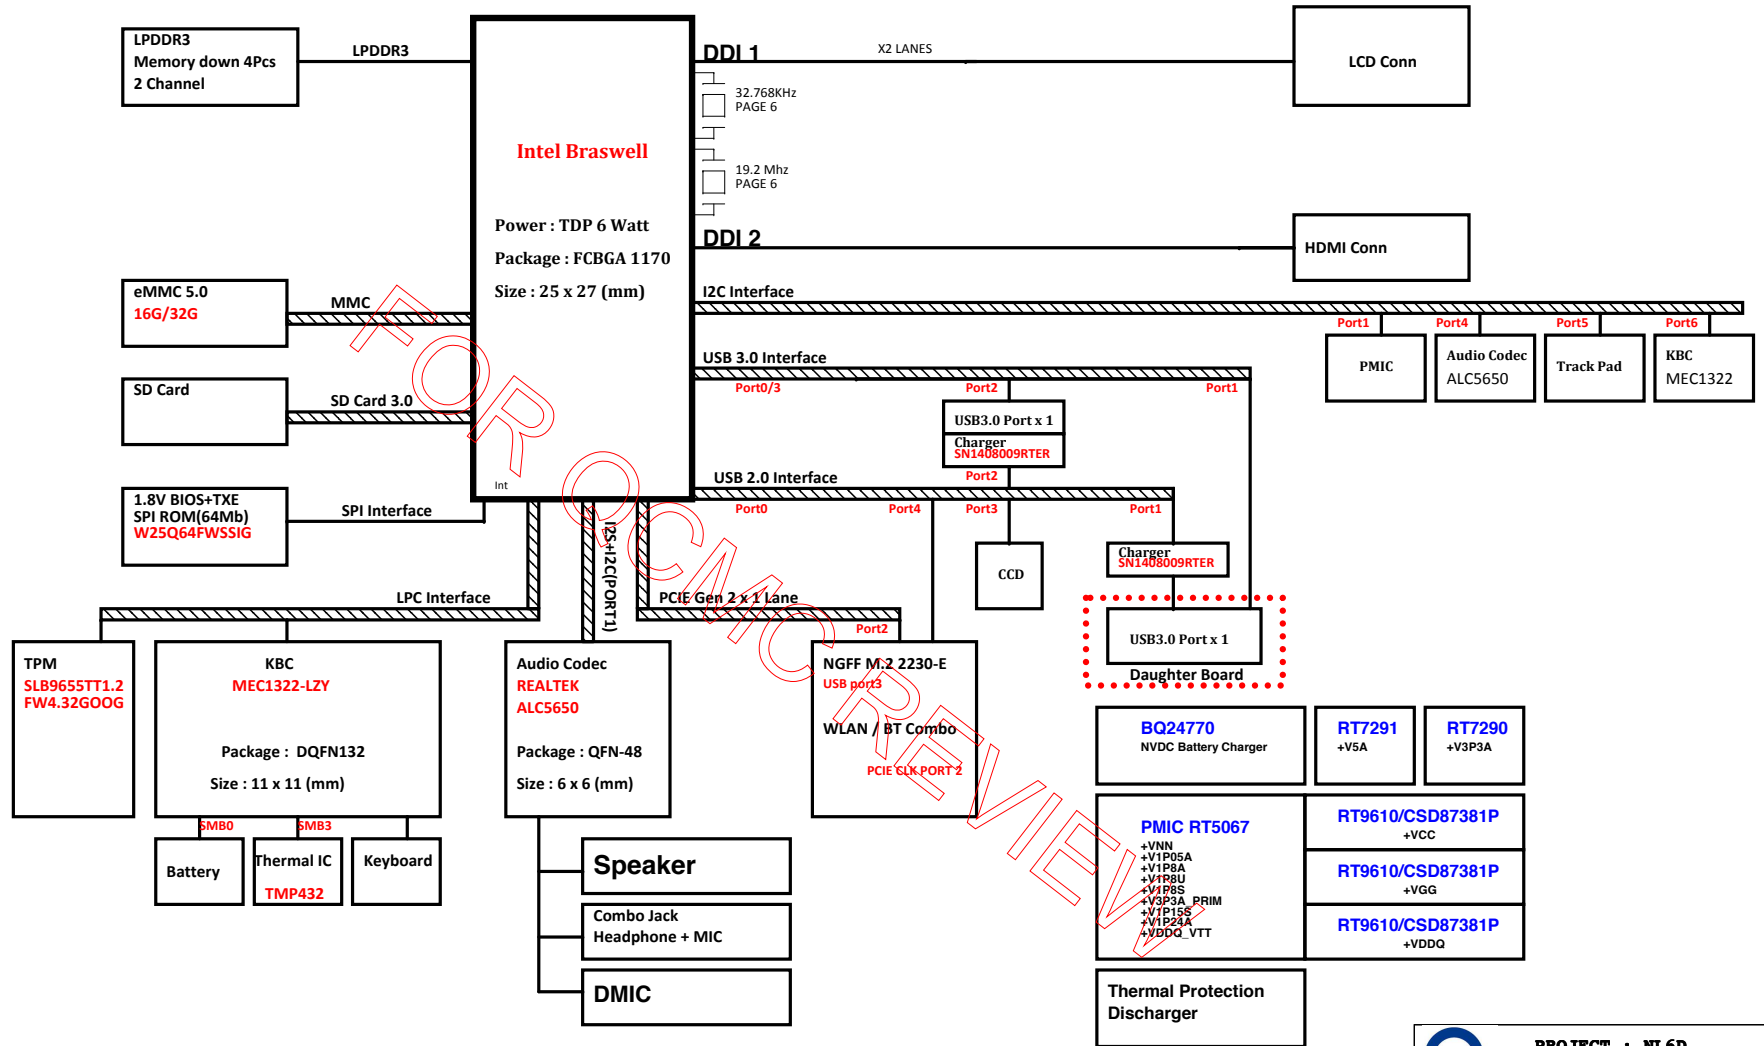 LPDDR3
Memory down 4Pcs
2 Channel
LPDDR3
DDI 1
X2 LANES
LCD Conn
32.768KHz
PAGE 6
19.2 Mhz
PAGE 6
Intel Braswell
Power : TDP 6 Watt
Package : FCBGA 1170
Size : 25 x 27 (mm)
Int
DDI 2
HDMI Conn
eMMC 5.0
16G/32G
MMC
SD Card
SD Card 3.0
1.8V BIOS+TXE
SPI ROM(64Mb)
W25Q64FWSSIG
SPI Interface
I2C Interface
Port1
Port4
Port5
Port6
PMIC
Audio Codec
ALC5650
Track Pad
KBC
MEC1322
USB 3.0 Interface
Port0/3
Port2
Port1
USB3.0 Port x 1
Charger
SN1408009RTER
Port2
USB 2.0 Interface
Port0
Port4
Port3
Port1
CCD
Charger
SN1408009RTER
USB3.0 Port x 1
Daughter Board
LPC Interface
I2S+I2C(PORT1)
PCIE Gen 2 x 1 Lane
Port2
TPM
SLB9655TT1.2
FW4.32GOOG
KBC
MEC1322-LZY
Package : DQFN132
Size : 11 x 11 (mm)
SMB0
SMB3
Battery
Thermal IC
TMP432
Keyboard
Audio Codec
REALTEK
ALC5650
Package : QFN-48
Size : 6 x 6 (mm)
Speaker
Combo Jack
Headphone + MIC
DMIC
NGFF M.2 2230-E
USB port3
WLAN / BT Combo
PCIE CLK PORT 2
BQ24770
NVDC Battery Charger
RT7291
+V5A
RT7290
+V3P3A
PMIC RT5067
+VNN
+V1P05A
+V1P8A
+V1P8U
+V1P8S
+V3P3A_PRIM
+V1P15S
+V1P24A
+VDDQ_VTT
RT9610/CSD87381P
+VCC
RT9610/CSD87381P
+VGG
RT9610/CSD87381P
+VDDQ
Thermal Protection
Discharger
FOR QCMC REVIEW
PROJECT : NL6D